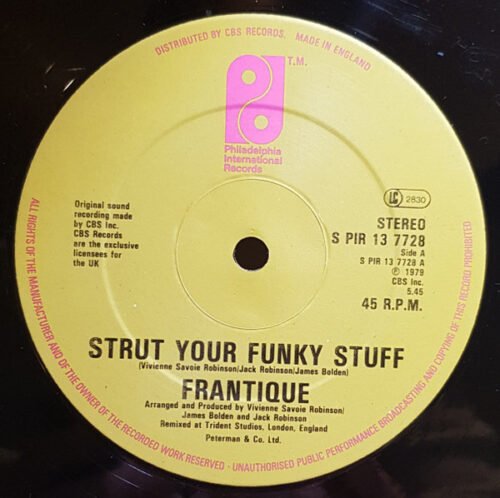 DISTRIBUTED BY CBS RECORDS. MADE IN ENGLAND
T.M.
Philadelphia
International
Records
Original sound
recording made
by CBS Inc.
CBS Records
are the exclusive
licensees for
the UK
LC 2830
STEREO
S PIR 13 7728
Side A
S PIR 13 7728 A
℗ 1979
CBS Inc.
5.45
45 R.P.M.
STRUT YOUR FUNKY STUFF
(Vivienne Savoie Robinson/Jack Robinson/James Bolden)
FRANTIQUE
Arranged and Produced by Vivienne Savoie Robinson/
James Bolden and Jack Robinson
Remixed at Trident Studios, London, England
Peterman & Co. Ltd.
ALL RIGHTS OF THE MANUFACTURER AND OF THE OWNER OF THE RECORDED WORK RESERVED - UNAUTHORISED PUBLIC PERFORMANCE BROADCASTING AND COPYING OF THIS RECORD PROHIBITED